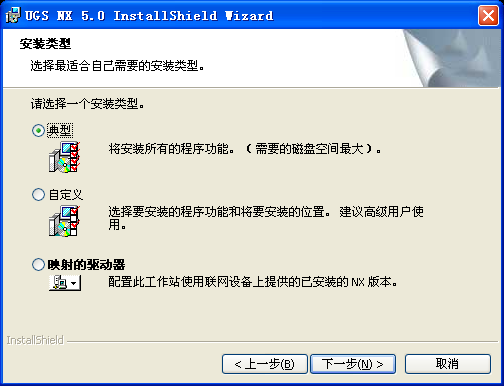 UGS NX 5.0 InstallShield Wizard
安装类型
选择最适合自己需要的安装类型。
请选择一个安装类型。
典型
将安装所有的程序功能。（需要的磁盘空间最大）。
自定义
选择要安装的程序功能和将要安装的位置。 建议高级用户使
用。
映射的驱动器
配置此工作站使用联网设备上提供的已安装的 NX 版本。
InstallShield
< 上一步(B)
下一步(N) >
取消